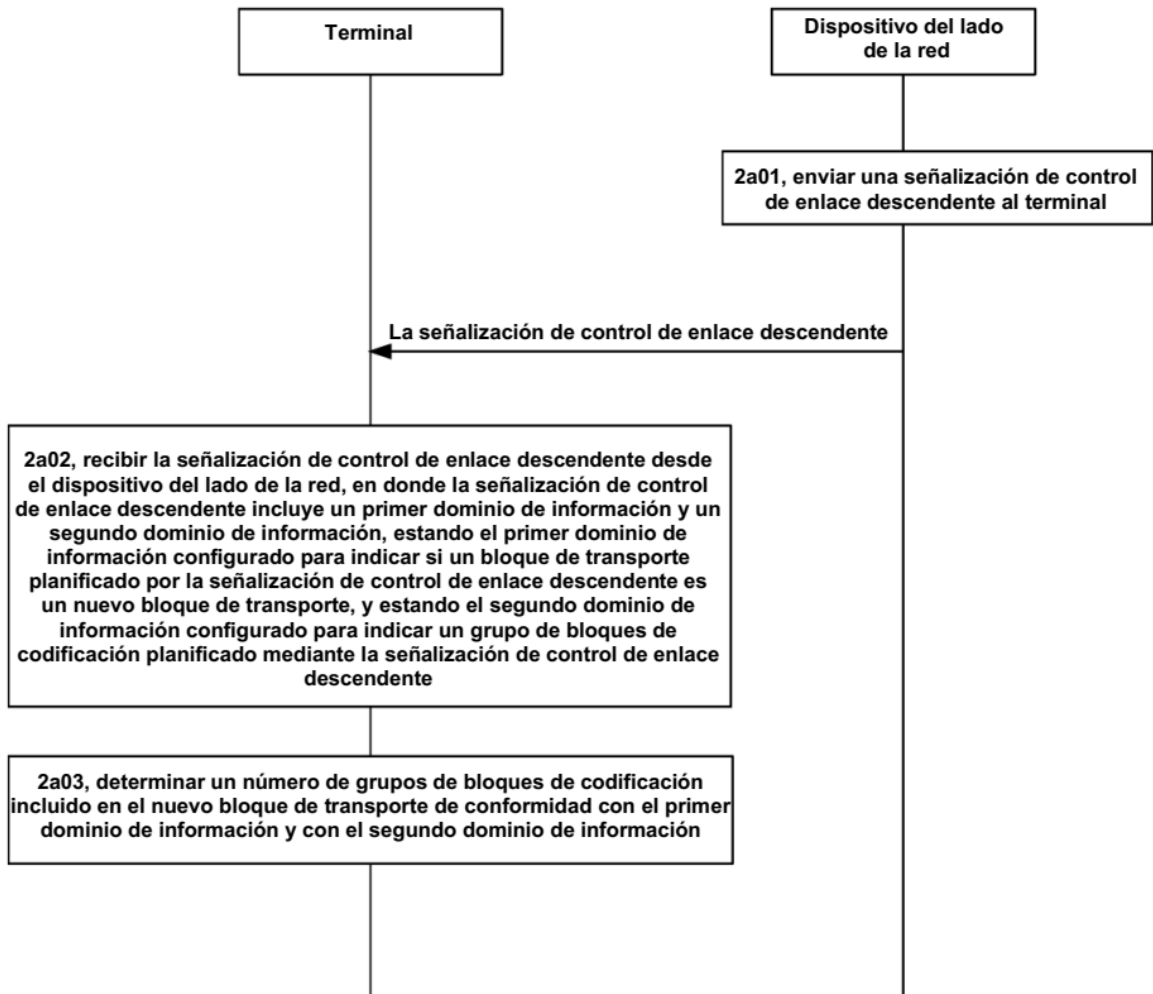 Terminal
Dispositivo del lado
de la red
2a01, enviar una señalización de control
de enlace descendente al terminal
La señalización de control de enlace descendente
2a02, recibir la señalización de control de enlace descendente desde
el dispositivo del lado de la red, en donde la señalización de control
de enlace descendente incluye un primer dominio de información y un
segundo dominio de información, estando el primer dominio de
información configurado para indicar si un bloque de transporte
planificado por la señalización de control de enlace descendente es
un nuevo bloque de transporte, y estando el segundo dominio de
información configurado para indicar un grupo de bloques de
codificación planificado mediante la señalización de control de enlace
descendente
2a03, determinar un número de grupos de bloques de codificación
incluido en el nuevo bloque de transporte de conformidad con el primer
dominio de información y con el segundo dominio de información